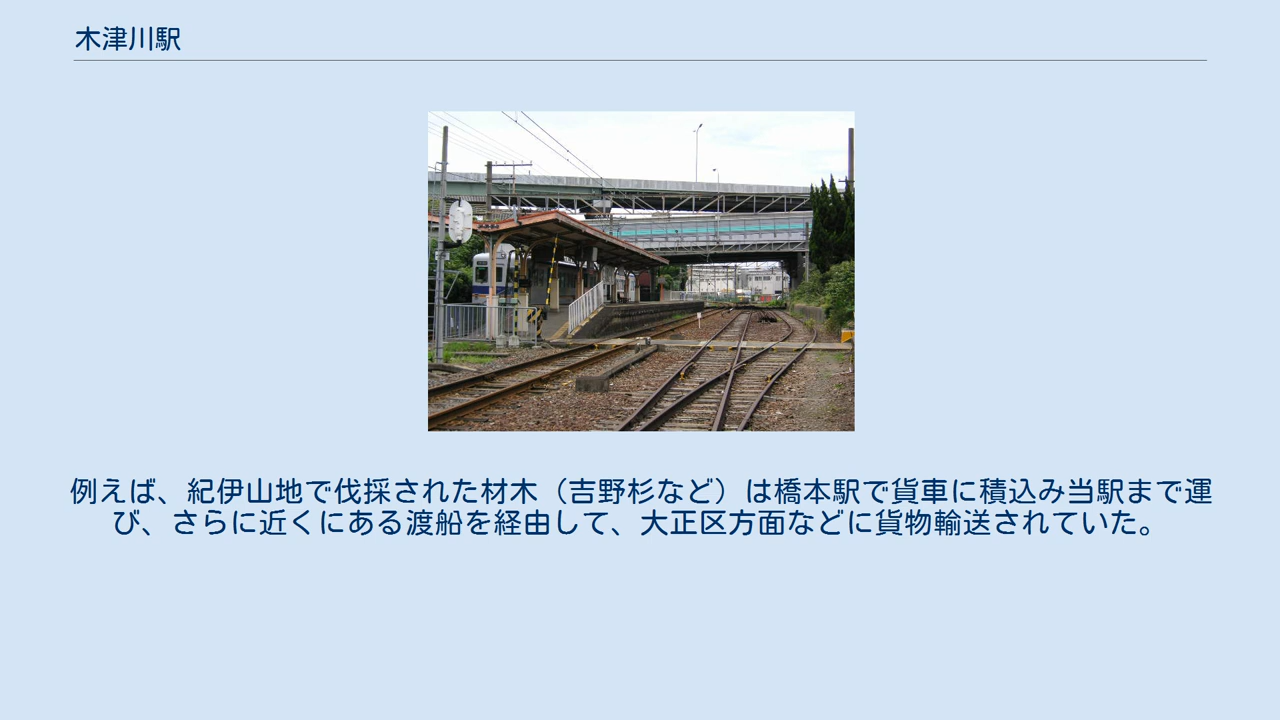 木津川駅
例えば、紀伊山地で伐採された材木（吉野杉など）は橋本駅で貨車に積込み当駅まで運
び、さらに近くにある渡船を経由して、大正区方面などに貨物輸送されていた。